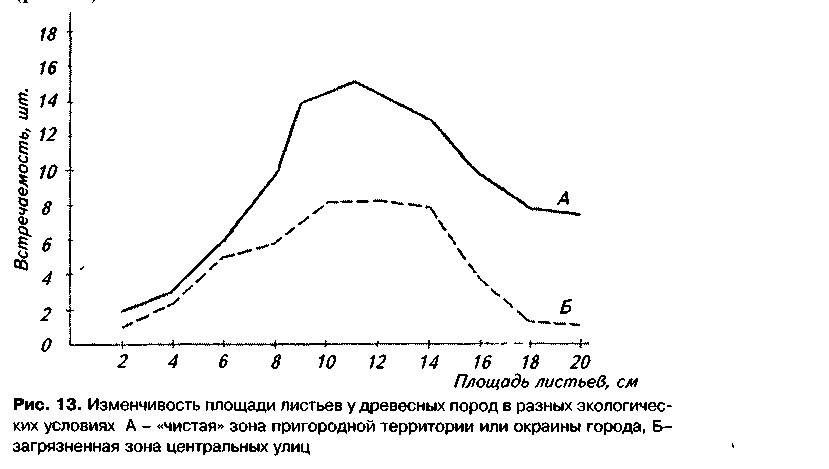 18
16
14
12
10
8
6
4
2
0
Встречаемость, шт.
А
Б
2 4 6 8 10 12 14 16 18 20
Площадь листьев, см
Рис. 13. Изменчивость площади листьев у древесных пород в разных экологичес-
ких условиях А – «чистая» зона пригородной территории или окраины города, Б–
загрязненная зона центральных улиц